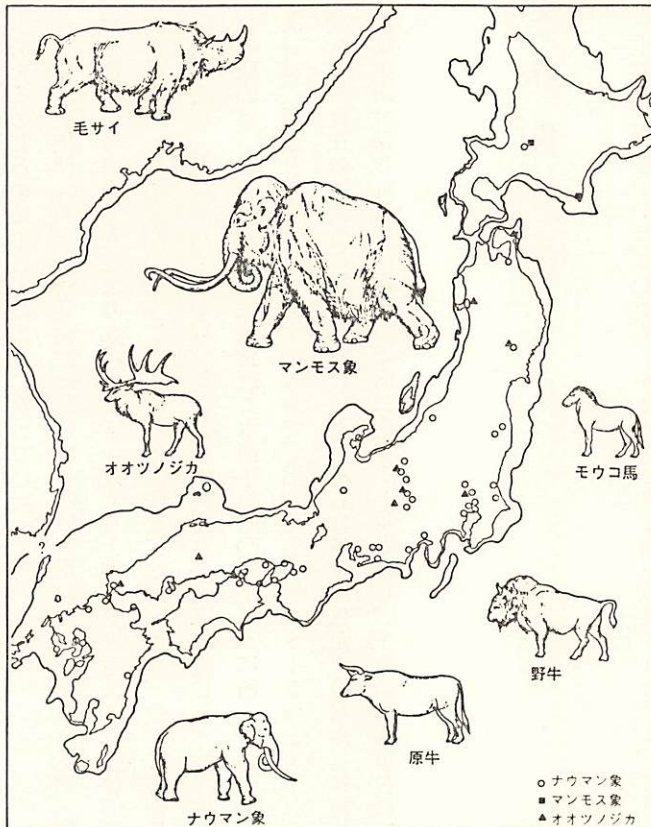 毛サイ
マンモス象
オオツノジカ
モウコ馬
?
野牛
原牛
ナウマン象
○ ナウマン象
■ マンモス象
▲ オオツノジカ